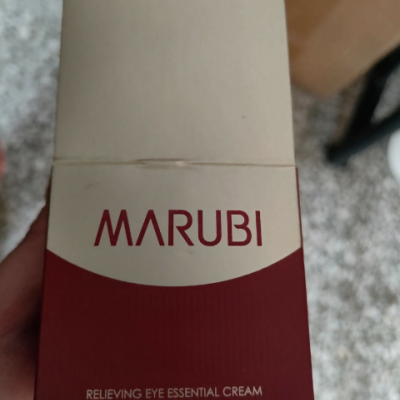 MARUBI
RELIEVING EYE ESSENTIAL CREAM